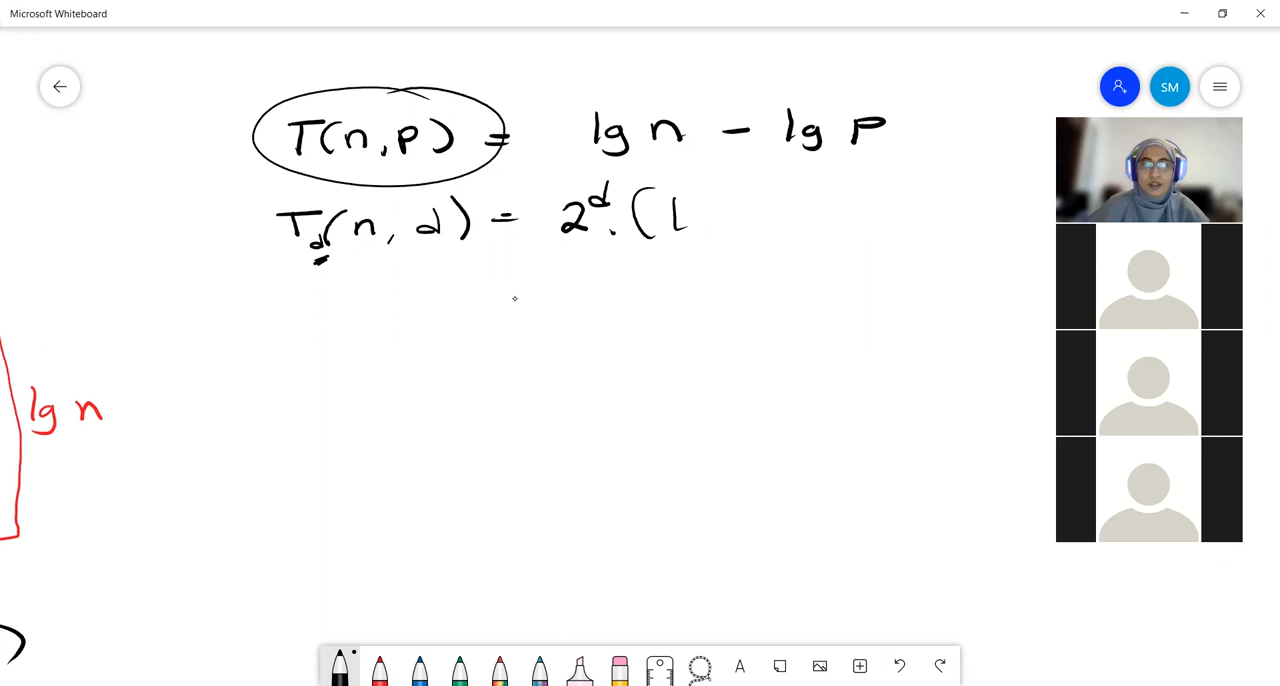 Microsoft Whiteboard
SM
T(n,p) = lg n - lg p
T_d(n, d) = 2^d . (l
lg n
)
A